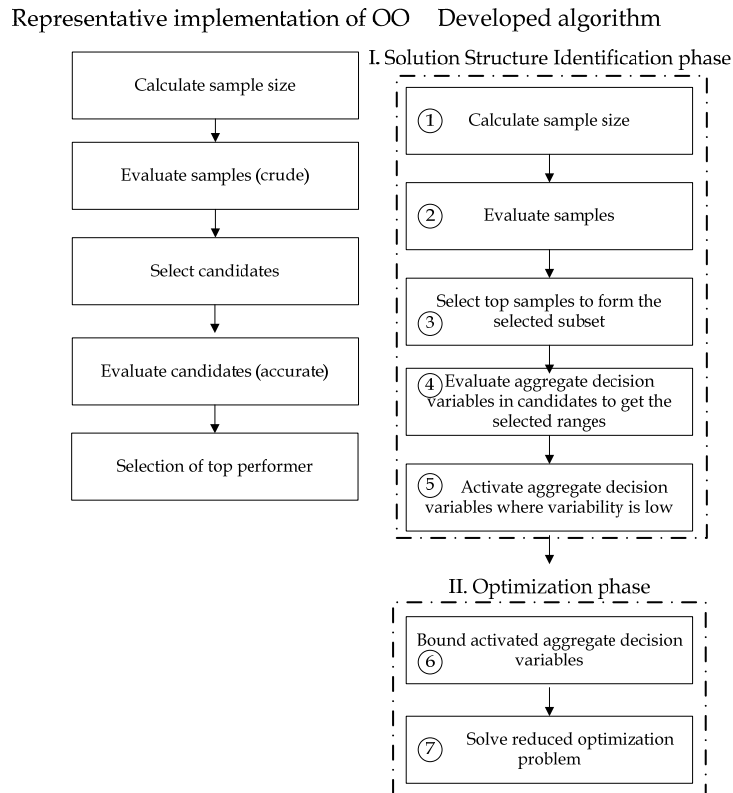 Representative implementation of OO
Calculate sample size
Evaluate samples (crude)
Select candidates
Evaluate candidates (accurate)
Selection of top performer
Developed algorithm
I. Solution Structure Identification phase
1 Calculate sample size
2 Evaluate samples
Select top samples to form the
3 selected subset
4 Evaluate aggregate decision
variables in candidates to get the
selected ranges
5 Activate aggregate decision
variables where variability is low
II. Optimization phase
Bound activated aggregate decision
6 variables
7 Solve reduced optimization
problem